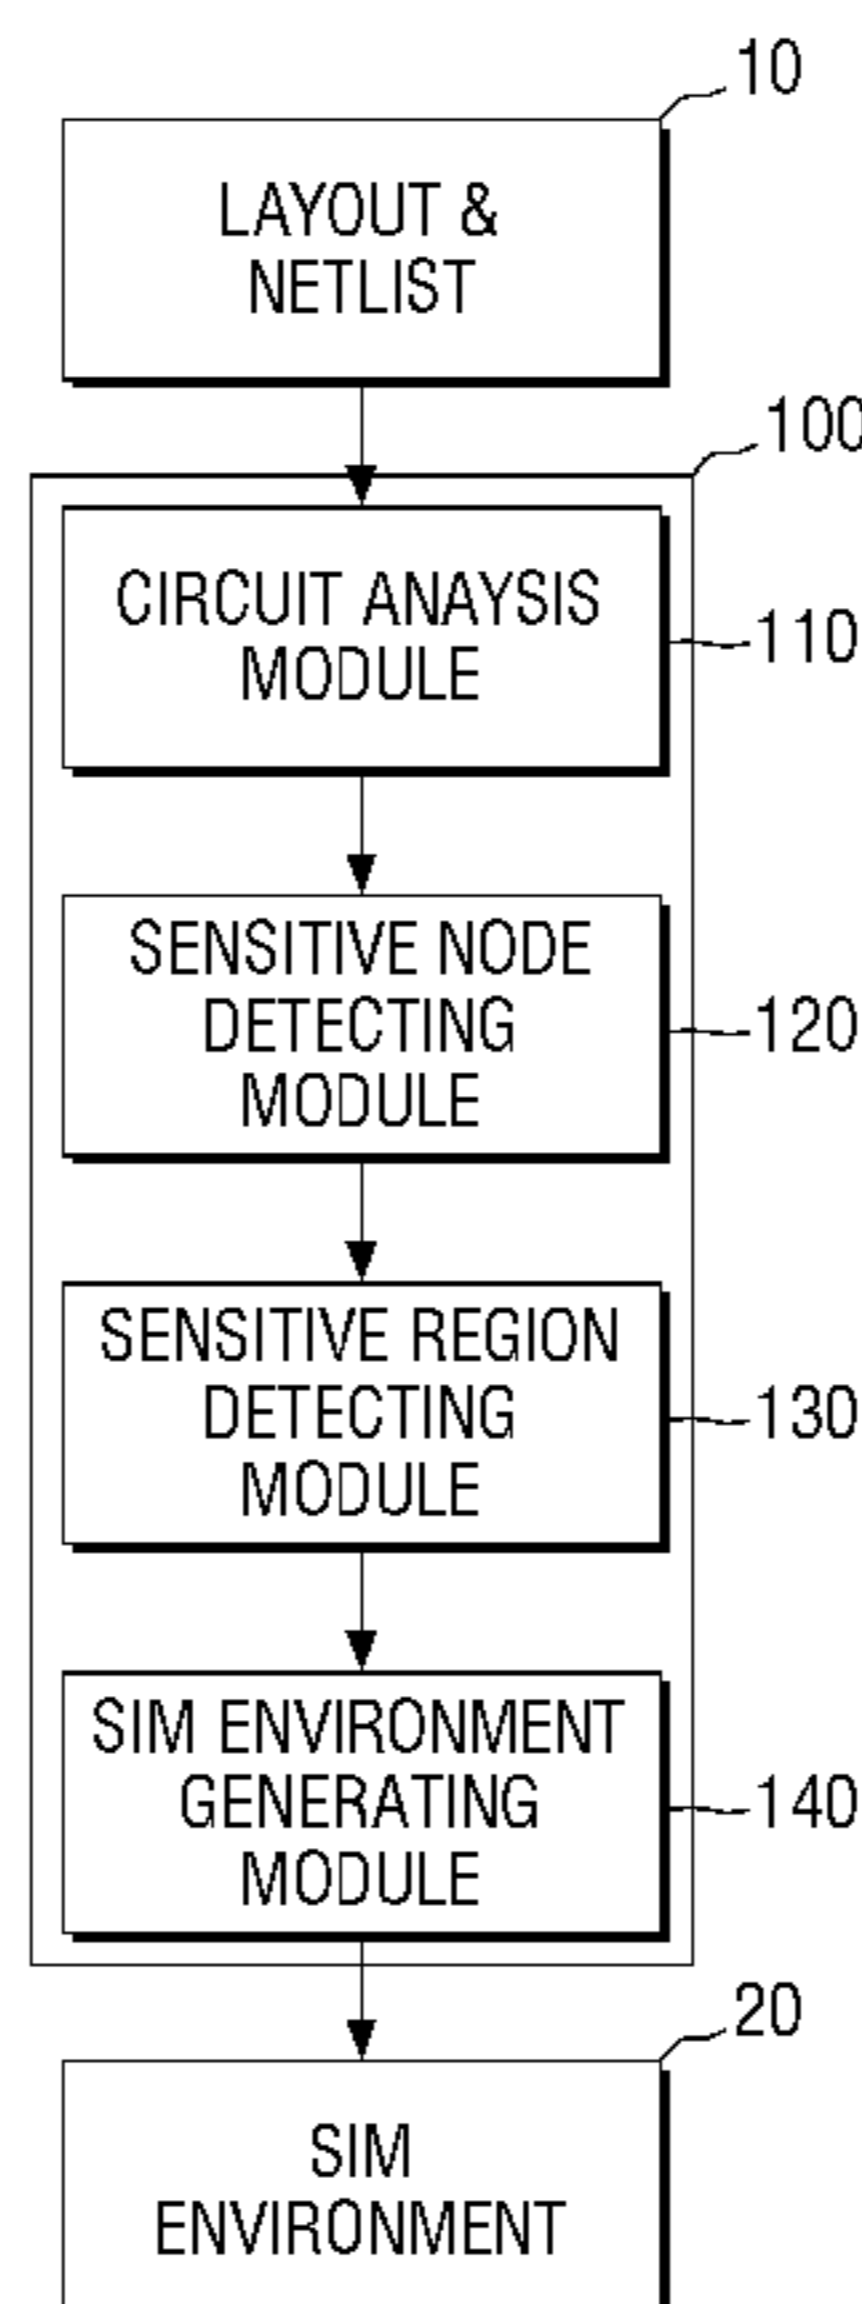 10
LAYOUT &
NETLIST
100
CIRCUIT ANAYSIS
MODULE
110
SENSITIVE NODE
DETECTING
MODULE
120
SENSITIVE REGION
DETECTING
MODULE
130
SIM ENVIRONMENT
GENERATING
MODULE
140
20
SIM
ENVIRONMENT